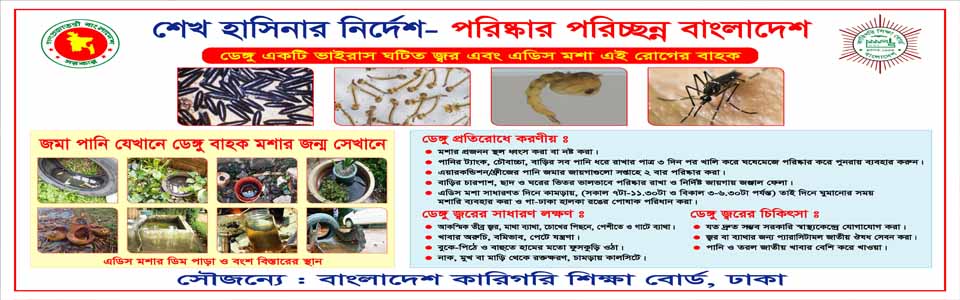 শেখ হাসিনার নির্দেশ- পরিষ্কার পরিচ্ছন্ন বাংলাদেশ
ডেঙ্গু একটি ভাইরাস ঘটিত জ্বর এবং এডিস মশা এই রোগের বাহক
জমা পানি যেখানে ডেঙ্গু বাহক মশার জন্ম সেখানে
এডিস মশার ডিম পাড়া ও বংশ বিস্তারের স্থান
ডেঙ্গু প্রতিরোধে করণীয় ঃ
মশার প্রজনন স্থল ধ্বংস করা বা নষ্ট করা।
পানির ট্যাংক, চৌবাচ্চা, বাড়ির সব পানি ধরে রাখার পাত্র ৩ দিন পর খালি করে ঘষেমেজে পরিষ্কার করে পুনরায় ব্যবহার করুন।
এয়ারকন্ডিশন/ফ্রীজের পানি জমার জায়গাগুলো সপ্তাহে ২ বার পরিষ্কার করা।
বাড়ির চারপাশ, ছাদ ও ঘরের ভিতর ভালভাবে পরিষ্কার রাখা ও নির্দিষ্ট জায়গায় জঞ্জাল ফেলা।
এডিস মশা সাধারণত দিনে কামড়ায়, (সকাল ৭টা-১১.৩০টা ও বিকাল ৩-৬.৩০টা পর্যন্ত) তাই দিনে ঘুমানোর সময়
মশারি ব্যবহার করা ও গা-ঢাকা হালকা রঙের পোষাক পরিধান করা।
ডেঙ্গু জ্বরের সাধারণ লক্ষণ ঃ
আকস্মিক তীব্র জ্বর, মাথা ব্যাথা, চোখের পিছনে, পেশীতে ও গাটে ব্যাথা।
খাবার অরুচি, বমিভাব, পেটে যন্ত্রণা।
বুকে-পিঠে ও বাহুতে হামের মতো ফুসকুড়ি ওঠা।
নাক, মুখ বা মাড়ি থেকে রক্তক্ষরণ, চামড়ায় কালসিটে।
ডেঙ্গু জ্বরের চিকিৎসা ঃ
যত দ্রুত সম্ভব সরকারি স্বাস্থ্যকেন্দ্রে যোগাযোগ করা।
জ্বর বা ব্যাথার জন্য প্যারাসিটামল জাতীয় ঔষধ সেবন করা।
পানি ও তরল জাতীয় খাবার বেশি করে খাওয়া।
সৌজন্যে : বাংলাদেশ কারিগরি শিক্ষা বোর্ড, ঢাকা